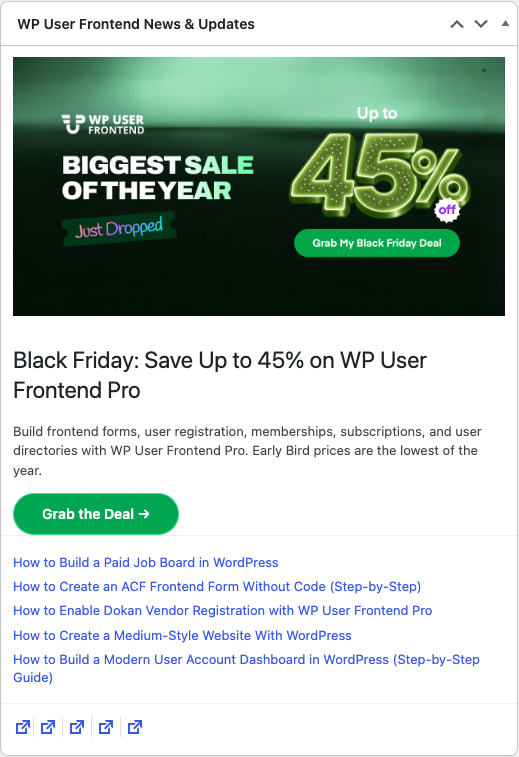 WP User Frontend News & Updates
WP USER
FRONTEND
BIGGEST SALE
OF THE YEAR
Just Dropped
Up to
45%
off
Grab My Black Friday Deal
Black Friday: Save Up to 45% on WP User
Frontend Pro
Build frontend forms, user registration, memberships, subscriptions, and user
directories with WP User Frontend Pro. Early Bird prices are the lowest of the
year.
Grab the Deal →
How to Build a Paid Job Board in WordPress
How to Create an ACF Frontend Form Without Code (Step-by-Step)
How to Enable Dokan Vendor Registration with WP User Frontend Pro
How to Create a Medium-Style Website With WordPress
How to Build a Modern User Account Dashboard in WordPress (Step-by-Step
Guide)